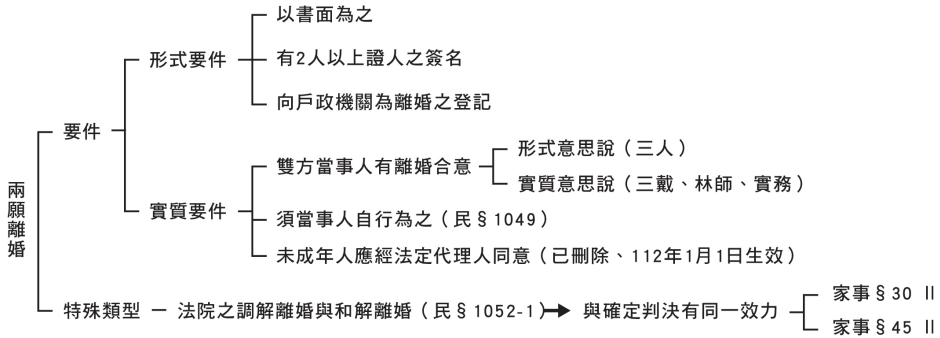 兩願離婚
要件
形式要件
以書面為之
有2人以上證人之簽名
向戶政機關為離婚之登記
實質要件
雙方當事人有離婚合意
形式意思說（三人）
實質意思說（三戴、林師、實務）
須當事人自行為之（民§1049）
未成年人應經法定代理人同意（已刪除、112年1月1日生效）
特殊類型
法院之調解離婚與和解離婚（民§1052-1）
與確定判決有同一效力
家事§30 II
家事§45 II